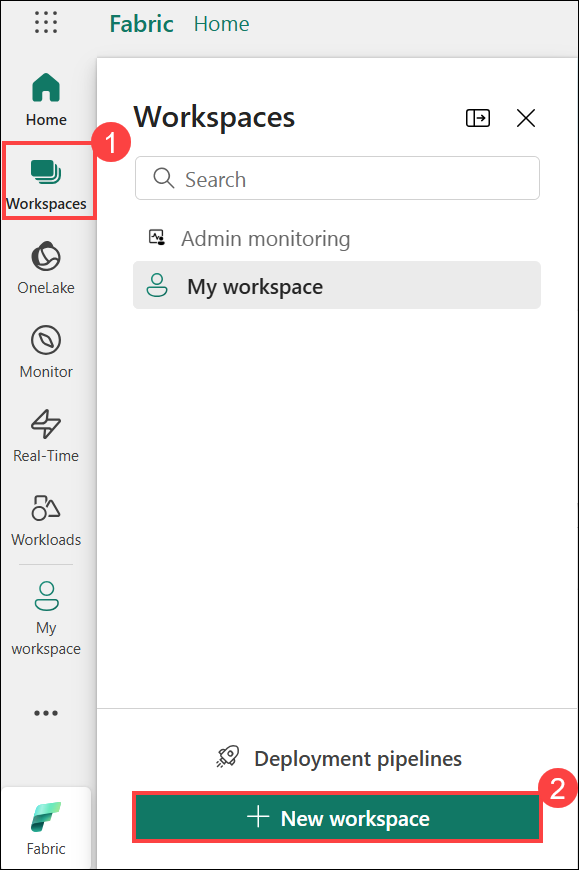 Fabric Home
Home
1
Workspaces
OneLake
Monitor
Real-Time
Workloads
My
workspace
Fabric
Workspaces
Search
Admin monitoring
My workspace
Deployment pipelines
2
New workspace